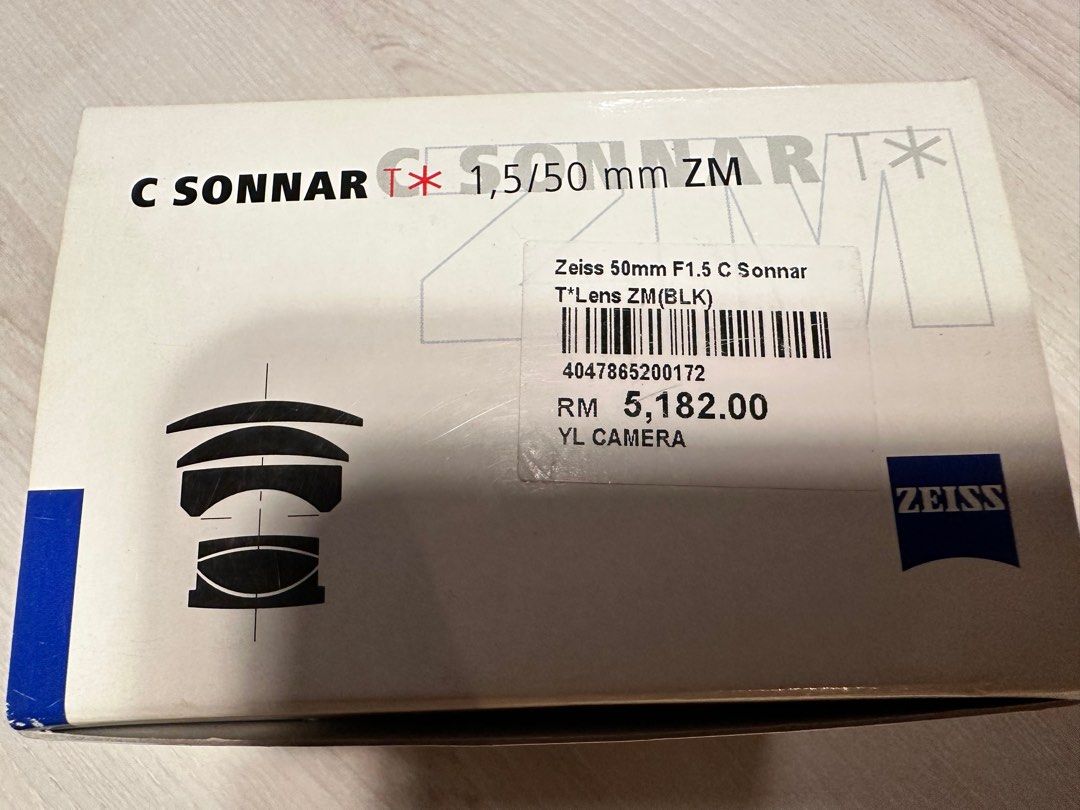 C SONNAR T* 1,5/50 mm ZM
C SONNAR T*
ZM
Zeiss 50mm F1.5 C Sonnar
T*Lens ZM(BLK)
4047865200172
RM 5,182.00
YL CAMERA
ZEISS